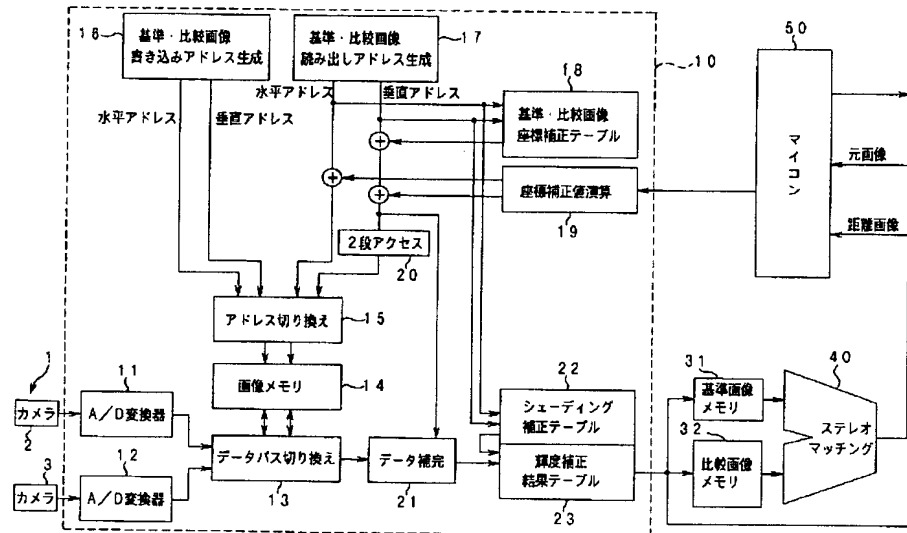 16
基準・比較画像
書き込みアドレス生成
基準・比較画像
読み出しアドレス生成
17
水平アドレス
垂直アドレス
水平アドレス
垂直アドレス
10
18
基準・比較画像
座標補正テーブル
座標補正値演算
19
50
マイコン
元画像
距離画像
2段アクセス
20
アドレス切り換え
15
画像メモリ
14
1
カメラ
2
11
A/D変換器
カメラ
3
12
A/D変換器
データバス切り換え
13
データ補完
21
22
シェーディング
補正テーブル
輝度補正
結果テーブル
23
31
基準画像
メモリ
32
比較画像
メモリ
40
ステレオ
マッチング